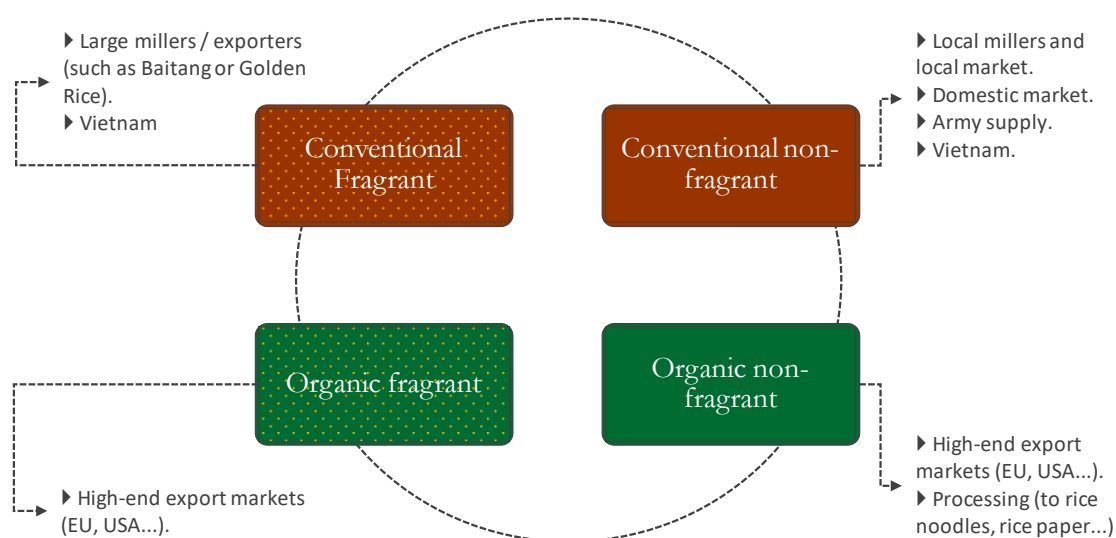 ▶ Large millers / exporters
(such as Baitang or Golden
Rice).
▶ Vietnam
Conventional
Fragrant
Conventional non-
fragrant
▶ Local millers and
local market.
▶ Domestic market.
▶ Army supply.
▶ Vietnam.
Organic fragrant
Organic non-
fragrant
▶ High-end export markets
(EU, USA...).
▶ High-end export
markets (EU, USA...).
▶ Processing (to rice
noodles, rice paper...)